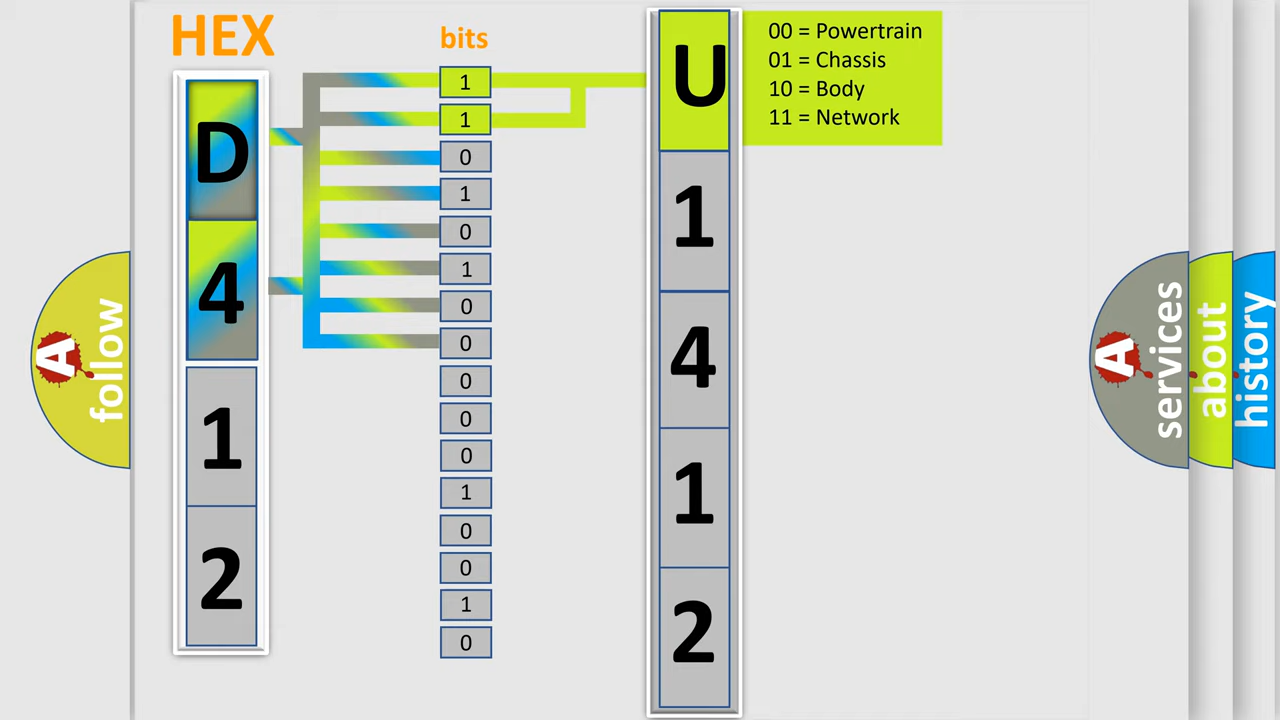 HEX
D
4
1
2
bits
1
1
0
1
0
1
0
0
0
0
0
1
0
0
1
0
U
1
4
1
2
00 = Powertrain
01 = Chassis
10 = Body
11 = Network
A
follow
A
services
about
history